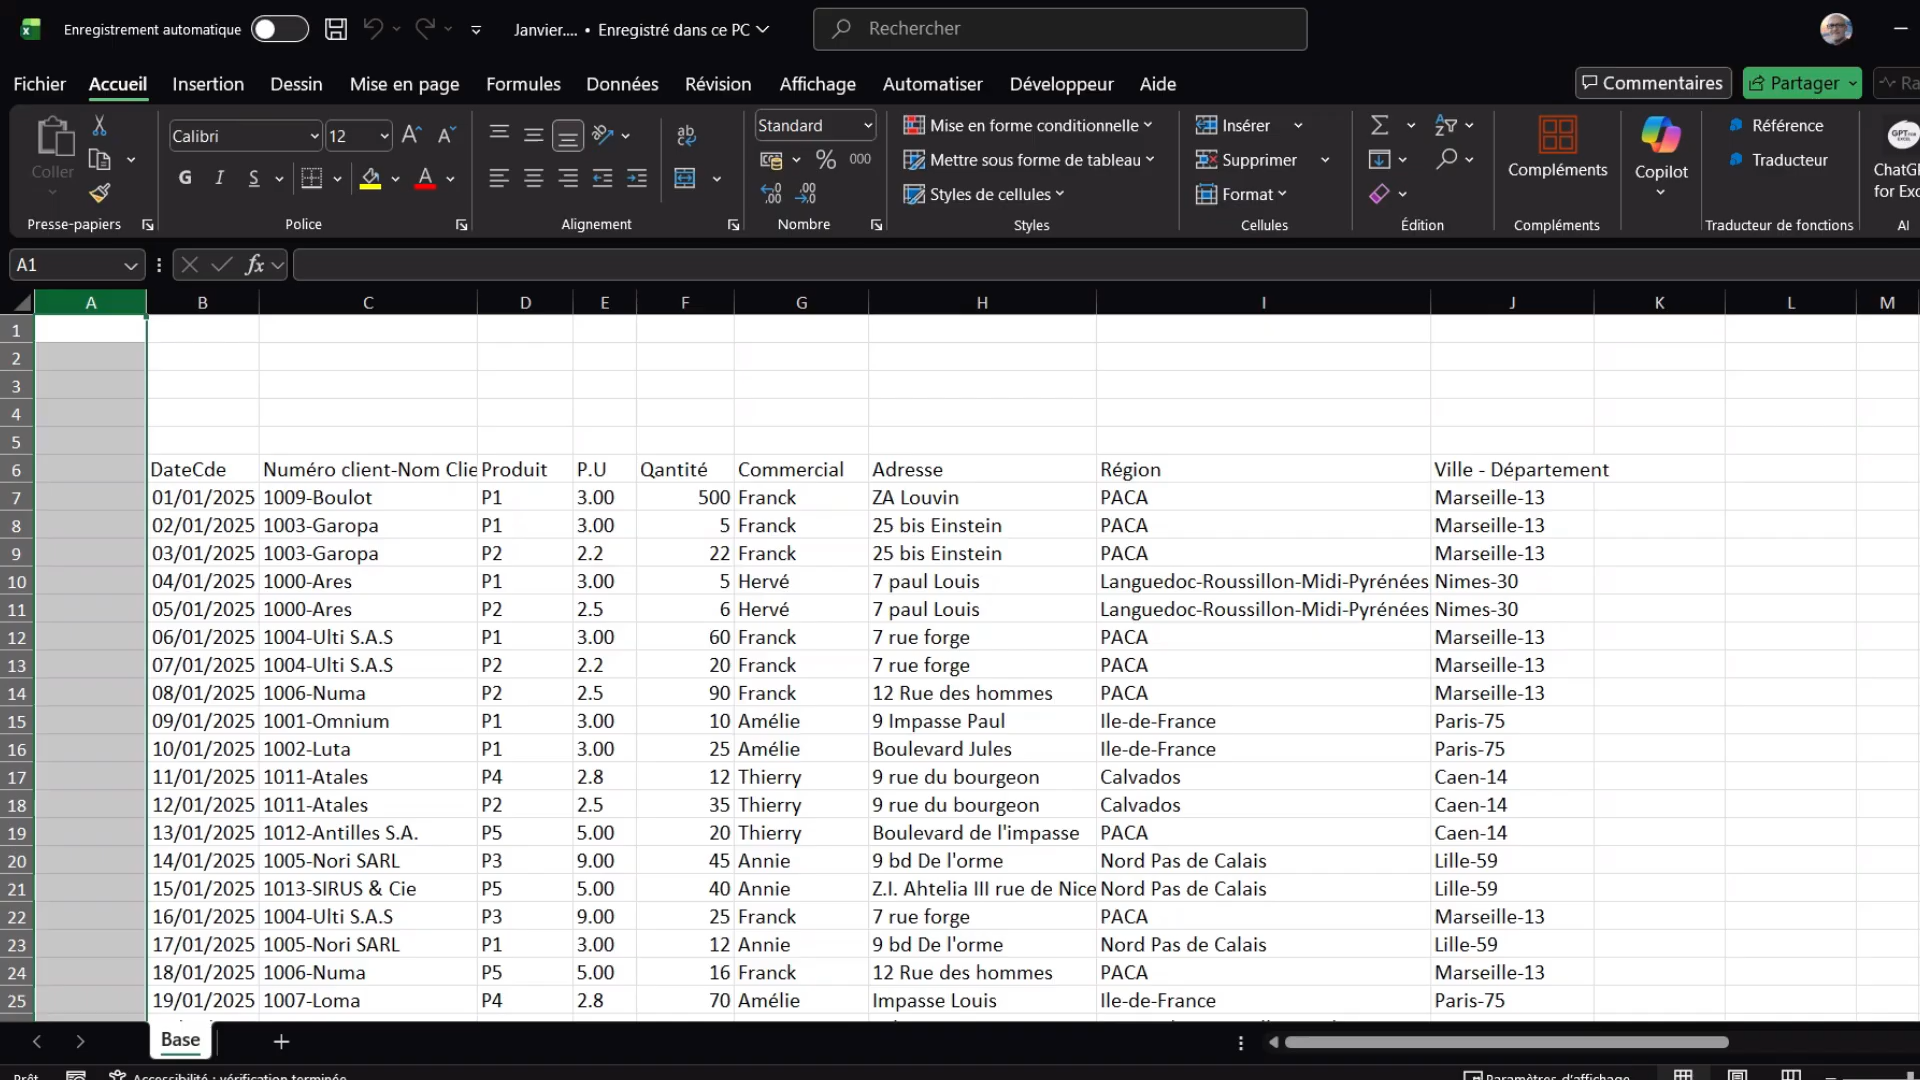 Enregistrement automatique
Janvier.... • Enregistré dans ce PC
Rechercher
Fichier Accueil Insertion Dessin Mise en page Formules Données Révision Affichage Automatiser Développeur Aide
Commentaires Partager
Coller
Presse-papiers
Calibri 12
G I S
Police
Alignement
Standard
% 000
Nombre
Mise en forme conditionnelle
Mettre sous forme de tableau
Styles de cellules
Styles
Insérer
Supprimer
Format
Cellules
Édition
Compléments
Compléments
Copilot
Référence
Traducteur
Traducteur de fonctions
AI
A1 fx
A B C D E F G H I J K L M
1
2
3
4
5
6 DateCde Numéro client-Nom Clie Produit P.U Qantité Commercial Adresse Région Ville - Département
7 01/01/2025 1009-Boulot P1 3.00 500 Franck ZA Louvin PACA Marseille-13
8 02/01/2025 1003-Garopa P1 3.00 5 Franck 25 bis Einstein PACA Marseille-13
9 03/01/2025 1003-Garopa P2 2.2 22 Franck 25 bis Einstein PACA Marseille-13
10 04/01/2025 1000-Ares P1 3.00 5 Hervé 7 paul Louis Languedoc-Roussillon-Midi-Pyrénées Nimes-30
11 05/01/2025 1000-Ares P2 2.5 6 Hervé 7 paul Louis Languedoc-Roussillon-Midi-Pyrénées Nimes-30
12 06/01/2025 1004-Ulti S.A.S P1 3.00 60 Franck 7 rue forge PACA Marseille-13
13 07/01/2025 1004-Ulti S.A.S P2 2.2 20 Franck 7 rue forge PACA Marseille-13
14 08/01/2025 1006-Numa P2 2.5 90 Franck 12 Rue des hommes PACA Marseille-13
15 09/01/2025 1001-Omnium P1 3.00 10 Amélie 9 Impasse Paul Ile-de-France Paris-75
16 10/01/2025 1002-Luta P1 3.00 25 Amélie Boulevard Jules Ile-de-France Paris-75
17 11/01/2025 1011-Atales P4 2.8 12 Thierry 9 rue du bourgeon Calvados Caen-14
18 12/01/2025 1011-Atales P2 2.5 35 Thierry 9 rue du bourgeon Calvados Caen-14
19 13/01/2025 1012-Antilles S.A. P5 5.00 20 Thierry Boulevard de l'impasse PACA Caen-14
20 14/01/2025 1005-Nori SARL P3 9.00 45 Annie 9 bd De l'orme Nord Pas de Calais Lille-59
21 15/01/2025 1013-SIRUS & Cie P5 5.00 40 Annie Z.I. Ahtelia III rue de Nice Nord Pas de Calais Lille-59
22 16/01/2025 1004-Ulti S.A.S P3 9.00 25 Franck 7 rue forge PACA Marseille-13
23 17/01/2025 1005-Nori SARL P1 3.00 12 Annie 9 bd De l'orme Nord Pas de Calais Lille-59
24 18/01/2025 1006-Numa P5 5.00 16 Franck 12 Rue des hommes PACA Marseille-13
25 19/01/2025 1007-Loma P4 2.8 70 Amélie Impasse Louis Ile-de-France Paris-75
Base
Prêt Accessibilité : vérification terminée Paramètres d'affichage